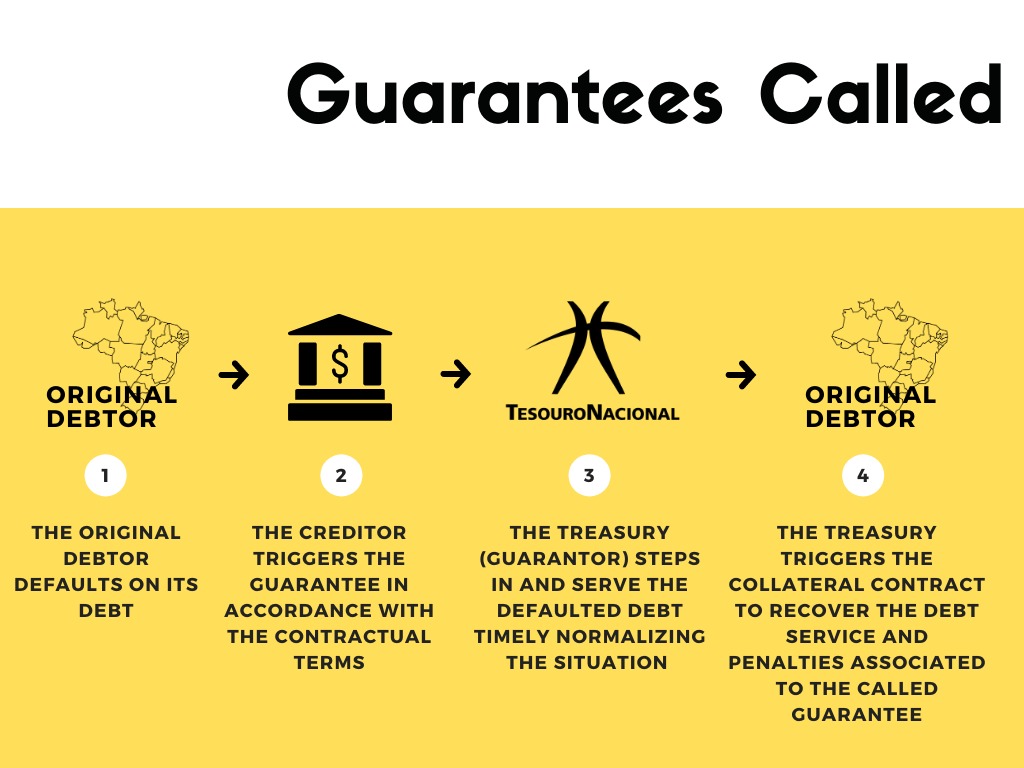 Guarantees Called
ORIGINAL
DEBTOR
$
TESOURONACIONAL
ORIGINAL
DEBTOR
1
2
3
4
THE ORIGINAL
DEBTOR
DEFAULTS ON ITS
DEBT
THE CREDITOR
TRIGGERS THE
GUARANTEE IN
ACCORDANCE WITH
THE CONTRACTUAL
TERMS
THE TREASURY
(GUARANTOR) STEPS
IN AND SERVE THE
DEFAULTED DEBT
TIMELY NORMALIZING
THE SITUATION
THE TREASURY
TRIGGERS THE
COLLATERAL CONTRACT
TO RECOVER THE DEBT
SERVICE AND
PENALTIES ASSOCIATED
TO THE CALLED
GUARANTEE